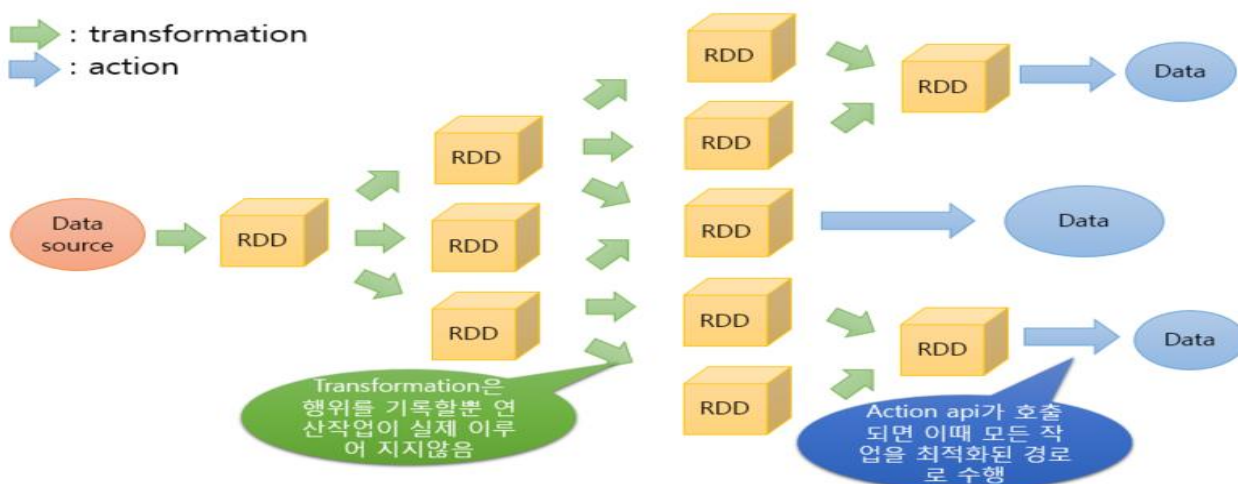 : transformation
: action
Data
source
RDD
RDD
RDD
RDD
RDD
RDD
RDD
RDD
RDD
RDD
RDD
Data
Data
Data
Transformation은
행위를 기록할뿐 연
산작업이 실제 이루
어 지지않음
Action api가 호출
되면 이때 모든 작
업을 최적화된 경로
로 수행